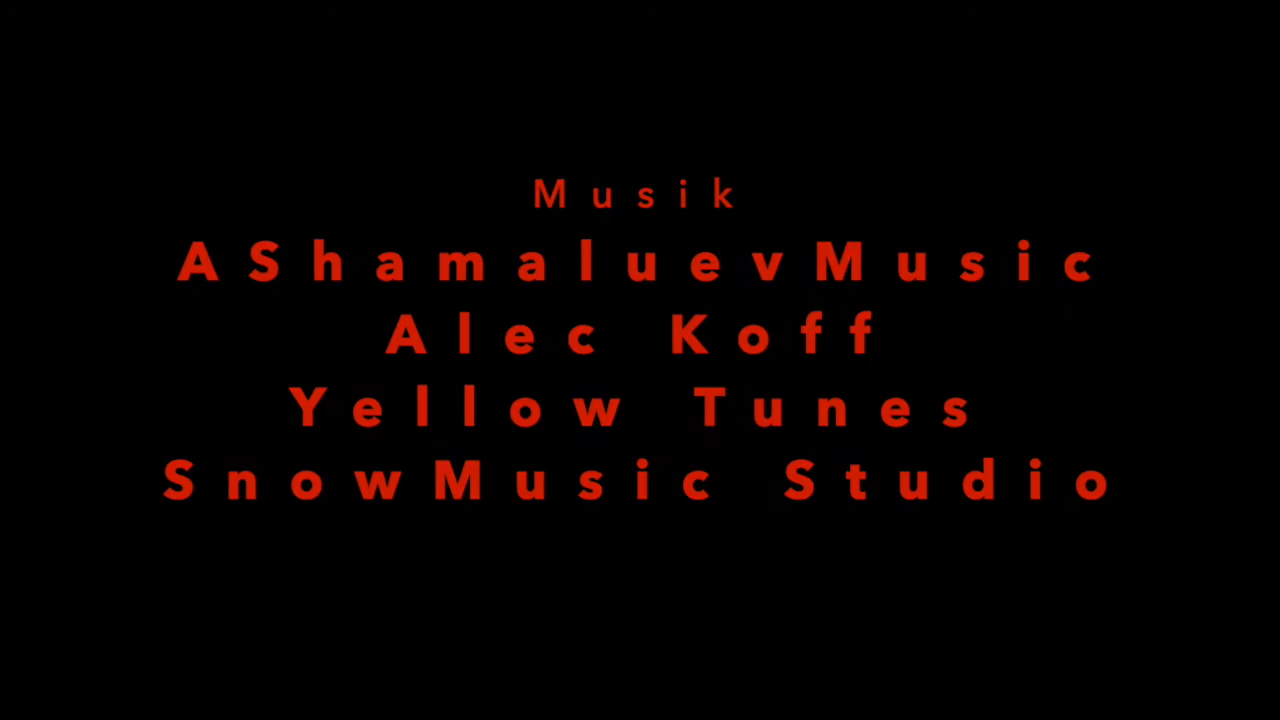 Musik
AShamaluevMusic
Alec Koff
Yellow Tunes
SnowMusic Studio